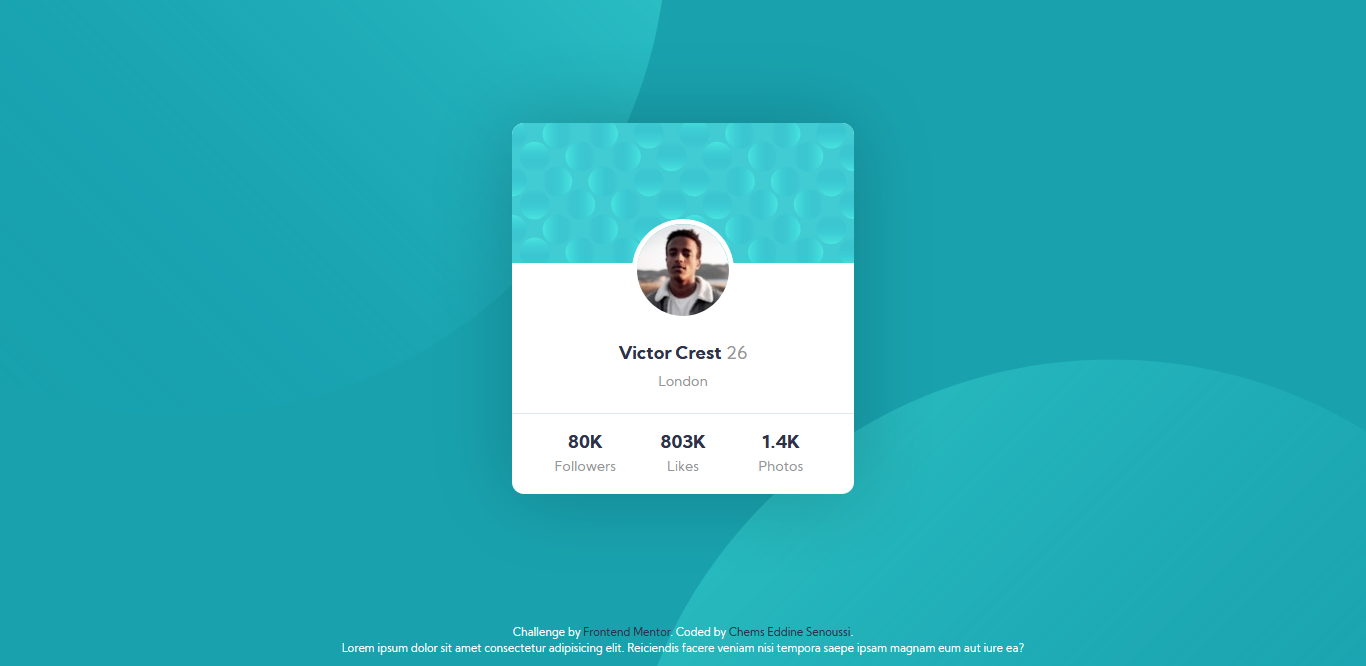 Victor Crest 26
London
80K 803K 1.4K
Followers Likes Photos
Challenge by Frontend Mentor. Coded by Chems Eddine Senoussi.
Lorem ipsum dolor sit amet consectetur adipisicing elit. Reiciendis facere veniam nisi tempora saepe ipsam magnam eum aut iure ea?